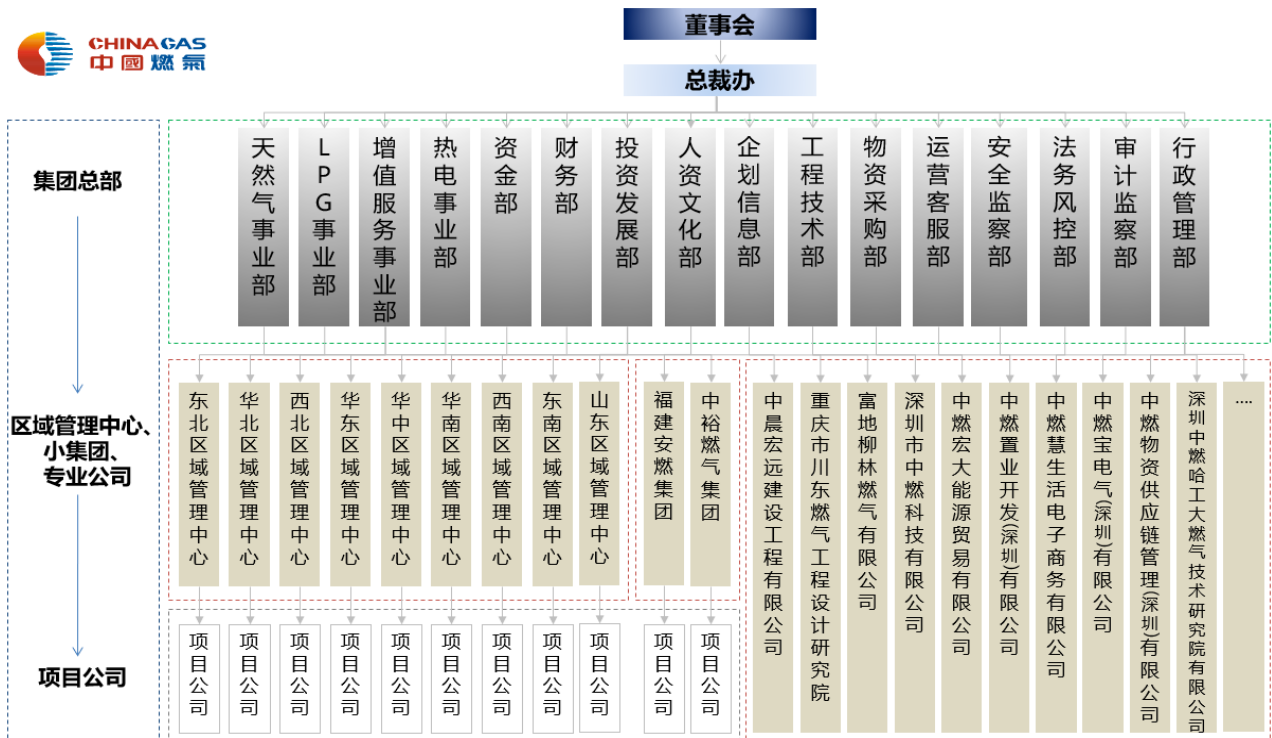 董事会
CHINA GAS
中國燃氣
总裁办
集团总部
天然气事业部
LPG事业部
增值服务事业部
热电事业部
资金部
财务部
投资发展部
人资文化部
企划信息部
工程技术部
物资采购部
运营客服部
安全监察部
法务风控部
审计监察部
行政管理部
区域管理中心、
小集团、
专业公司
东北区域管理中心
华北区域管理中心
西北区域管理中心
华东区域管理中心
华中区域管理中心
华南区域管理中心
西南区域管理中心
东南区域管理中心
山东区域管理中心
福建安燃集团
中裕燃气集团
中晨宏远建设工程有限公司
重庆市川东燃气工程设计研究院
富地柳林燃气有限公司
深圳市中燃科技有限公司
中燃宏大能源贸易有限公司
中燃置业开发(深圳)有限公司
中燃慧生活电子商务有限公司
中燃宝电气(深圳)有限公司
中燃物资供应链管理(深圳)有限公司
深圳中燃哈工大燃气技术研究院有限公司
....
项目公司
项目公司
项目公司
项目公司
项目公司
项目公司
项目公司
项目公司
项目公司
项目公司
项目公司
项目公司